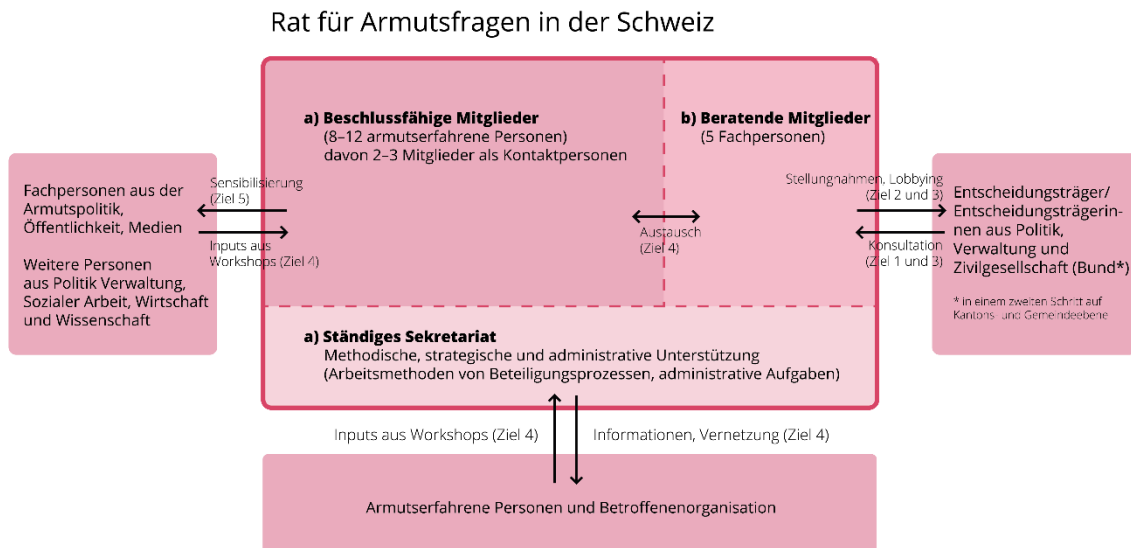 Rat für Armutsfragen in der Schweiz
a) Beschlussfähige Mitglieder
(8–12 armutserfahrene Personen)
davon 2–3 Mitglieder als Kontaktpersonen
b) Beratende Mitglieder
(5 Fachpersonen)
Fachpersonen aus der
Armutspolitik,
Öffentlichkeit, Medien
Weitere Personen
aus Politik Verwaltung,
Sozialer Arbeit, Wirtschaft
und Wissenschaft
Sensibilisierung
(Ziel 5)
Inputs aus
Workshops (Ziel 4)
Austausch
(Ziel 4)
Stellungnahmen, Lobbying
(Ziel 2 und 3)
Konsultation
(Ziel 1 und 3)
Entscheidungsträger/
Entscheidungsträgerin-
nen aus Politik,
Verwaltung und
Zivilgesellschaft (Bund*)
* in einem zweiten Schritt auf
Kantons- und Gemeindeebene
a) Ständiges Sekretariat
Methodische, strategische und administrative Unterstützung
(Arbeitsmethoden von Beteiligungsprozessen, administrative Aufgaben)
Inputs aus Workshops (Ziel 4)
Informationen, Vernetzung (Ziel 4)
Armutserfahrene Personen und Betroffenenorganisation